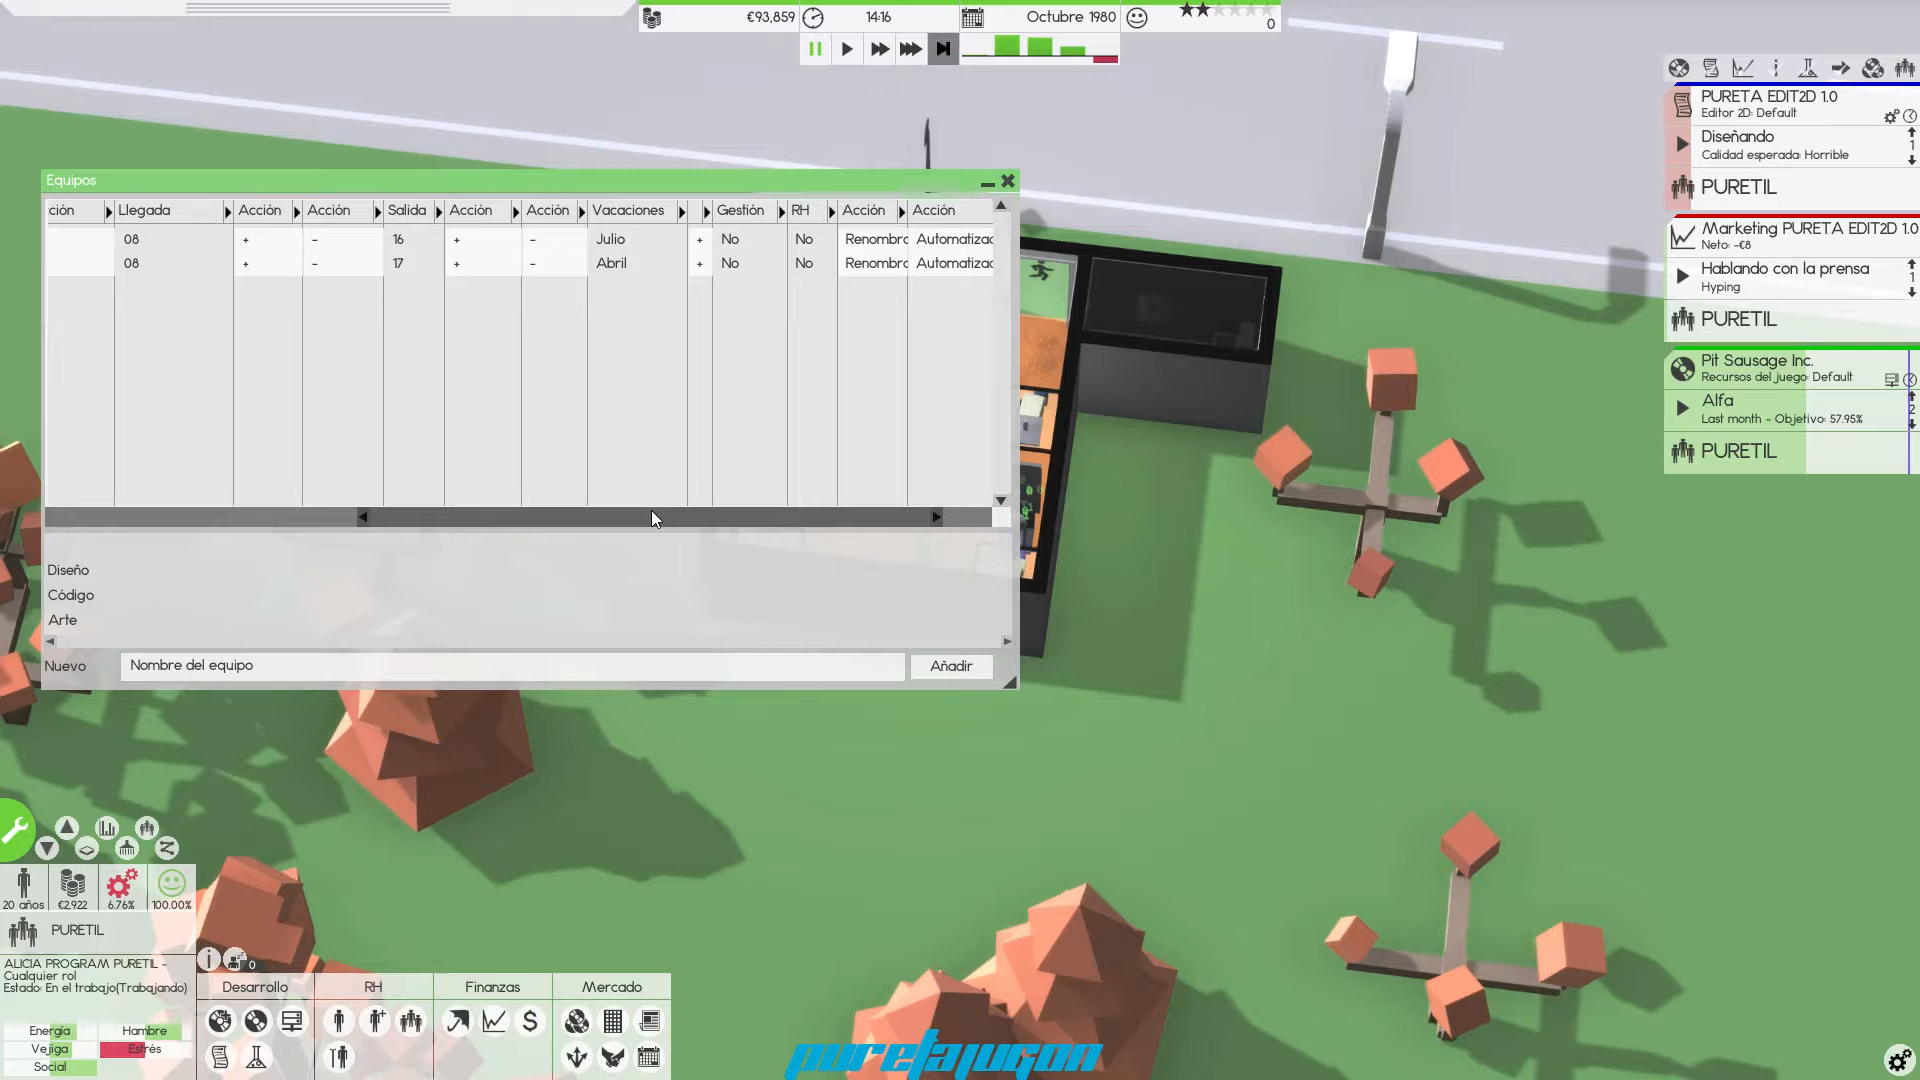 €93,859
14:16
Octubre 1980
0
Equipos
ción Llegada Acción Acción Salida Acción Acción Vacaciones Gestión RH Acción Acción
08 + - 16 + - Julio + No No Renombra Automatizac
08 + - 17 + - Abril + No No Renombra Automatizac
Diseño
Código
Arte
Nuevo
Nombre del equipo
Añadir
PURETA EDIT2D 1.0
Editor 2D: Default
Diseñando
1
Calidad esperada: Horrible
PURETIL
Marketing PURETA EDIT2D 1.0
Neto: -€8
Hablando con la prensa
1
Hyping
PURETIL
Pit Sausage Inc.
Recursos del juego: Default
Alfa
2
Last month - Objetivo: 57.95%
PURETIL
20 años €2,922 6.76% 100.00%
PURETIL
ALICIA PROGRAM PURETIL -
Cualquier rol
Estado: En el trabajo(Trabajando)
Energía Hambre
Vejiga Estrés
Social
0
Desarrollo RH Finanzas Mercado
puretajugon